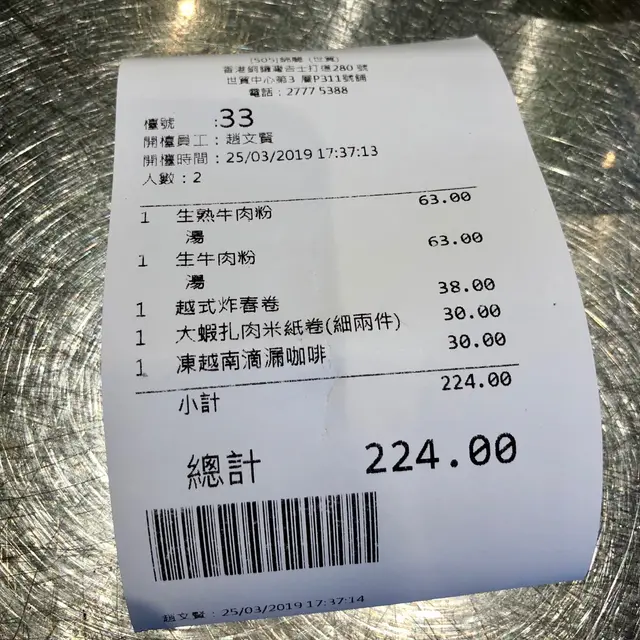 [505]錦麗 (世貿)
香港銅鑼灣告士打道280 號
世貿中心第3 層P311號舖
電話：2777 5388
檯號 :33
開檯員工：趙文賢
開檯時間：25/03/2019 17:37:13
人數：2
1 生熟牛肉粉 63.00
湯
1 生牛肉粉 63.00
湯
1 越式炸春卷 38.00
1 大蝦扎肉米紙卷(細兩件) 30.00
1 凍越南滴漏咖啡 30.00
小計 224.00
總計 224.00
趙文賢：25/03/2019 17:37:14